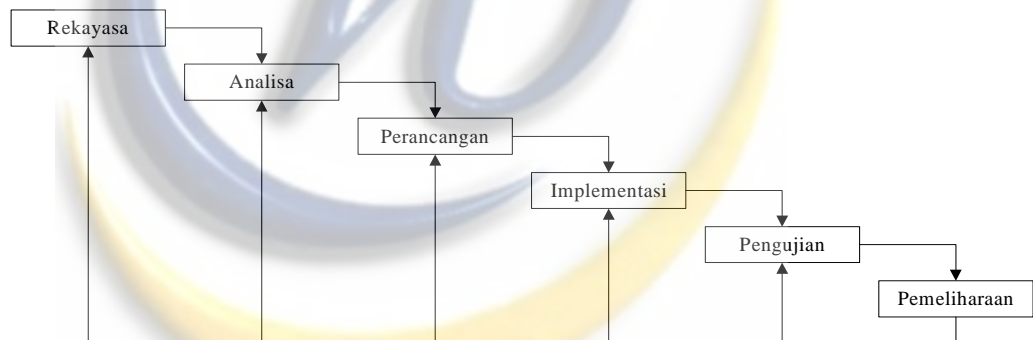 Rekayasa
Analisa
Perancangan
Implementasi
Pengujian
Pemeliharaan